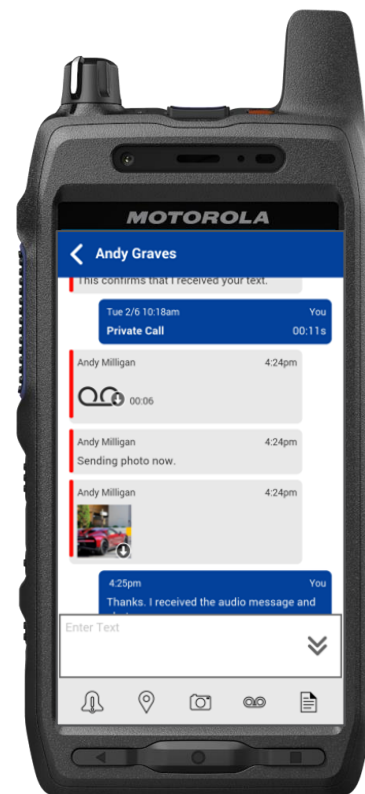 MOTOROLA
Andy Graves
This confirms that I received your text.
Tue 2/6 10:18am You
Private Call 00:11s
Andy Milligan 4:24pm
00:06
Andy Milligan 4:24pm
Sending photo now.
Andy Milligan 4:24pm
4:25pm You
Thanks. I received the audio message and
Enter Text